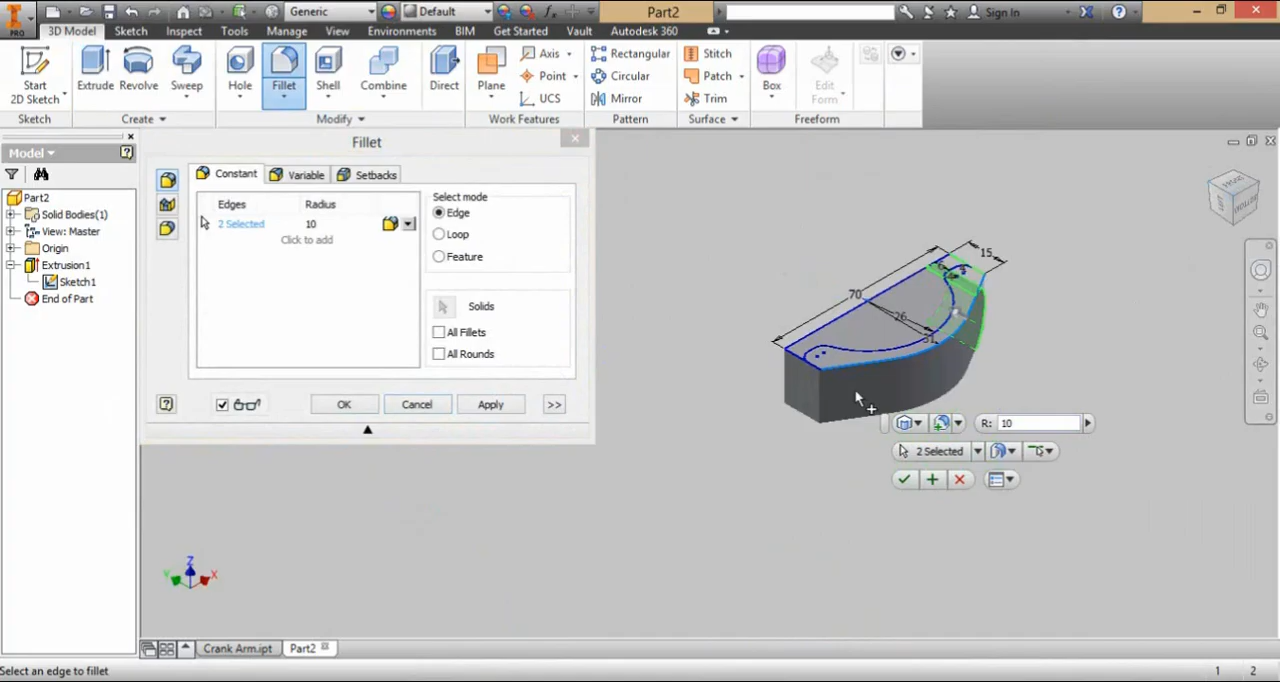 Generic
Default
Part2
Sign In
PRO
3D Model
Sketch
Inspect
Tools
Manage
View
Environments
BIM
Get Started
Vault
Autodesk 360
Start
2D Sketch
Extrude
Revolve
Sweep
Hole
Fillet
Shell
Combine
Direct
Plane
Axis
Point
UCS
Rectangular
Circular
Mirror
Stitch
Patch
Trim
Box
Edit
Form
Sketch
Create
Modify
Work Features
Pattern
Surface
Freeform
Model
Part2
Solid Bodies(1)
View: Master
Origin
Extrusion1
Sketch1
End of Part
Fillet
Constant
Variable
Setbacks
Edges
Radius
2 Selected
10
Click to add
Select mode
Edge
Loop
Feature
Solids
All Fillets
All Rounds
OK
Cancel
Apply
>>
15
70
26
31
R: 10
2 Selected
X
Y
Z
Crank Arm.ipt
Part2
Select an edge to fillet
1
2